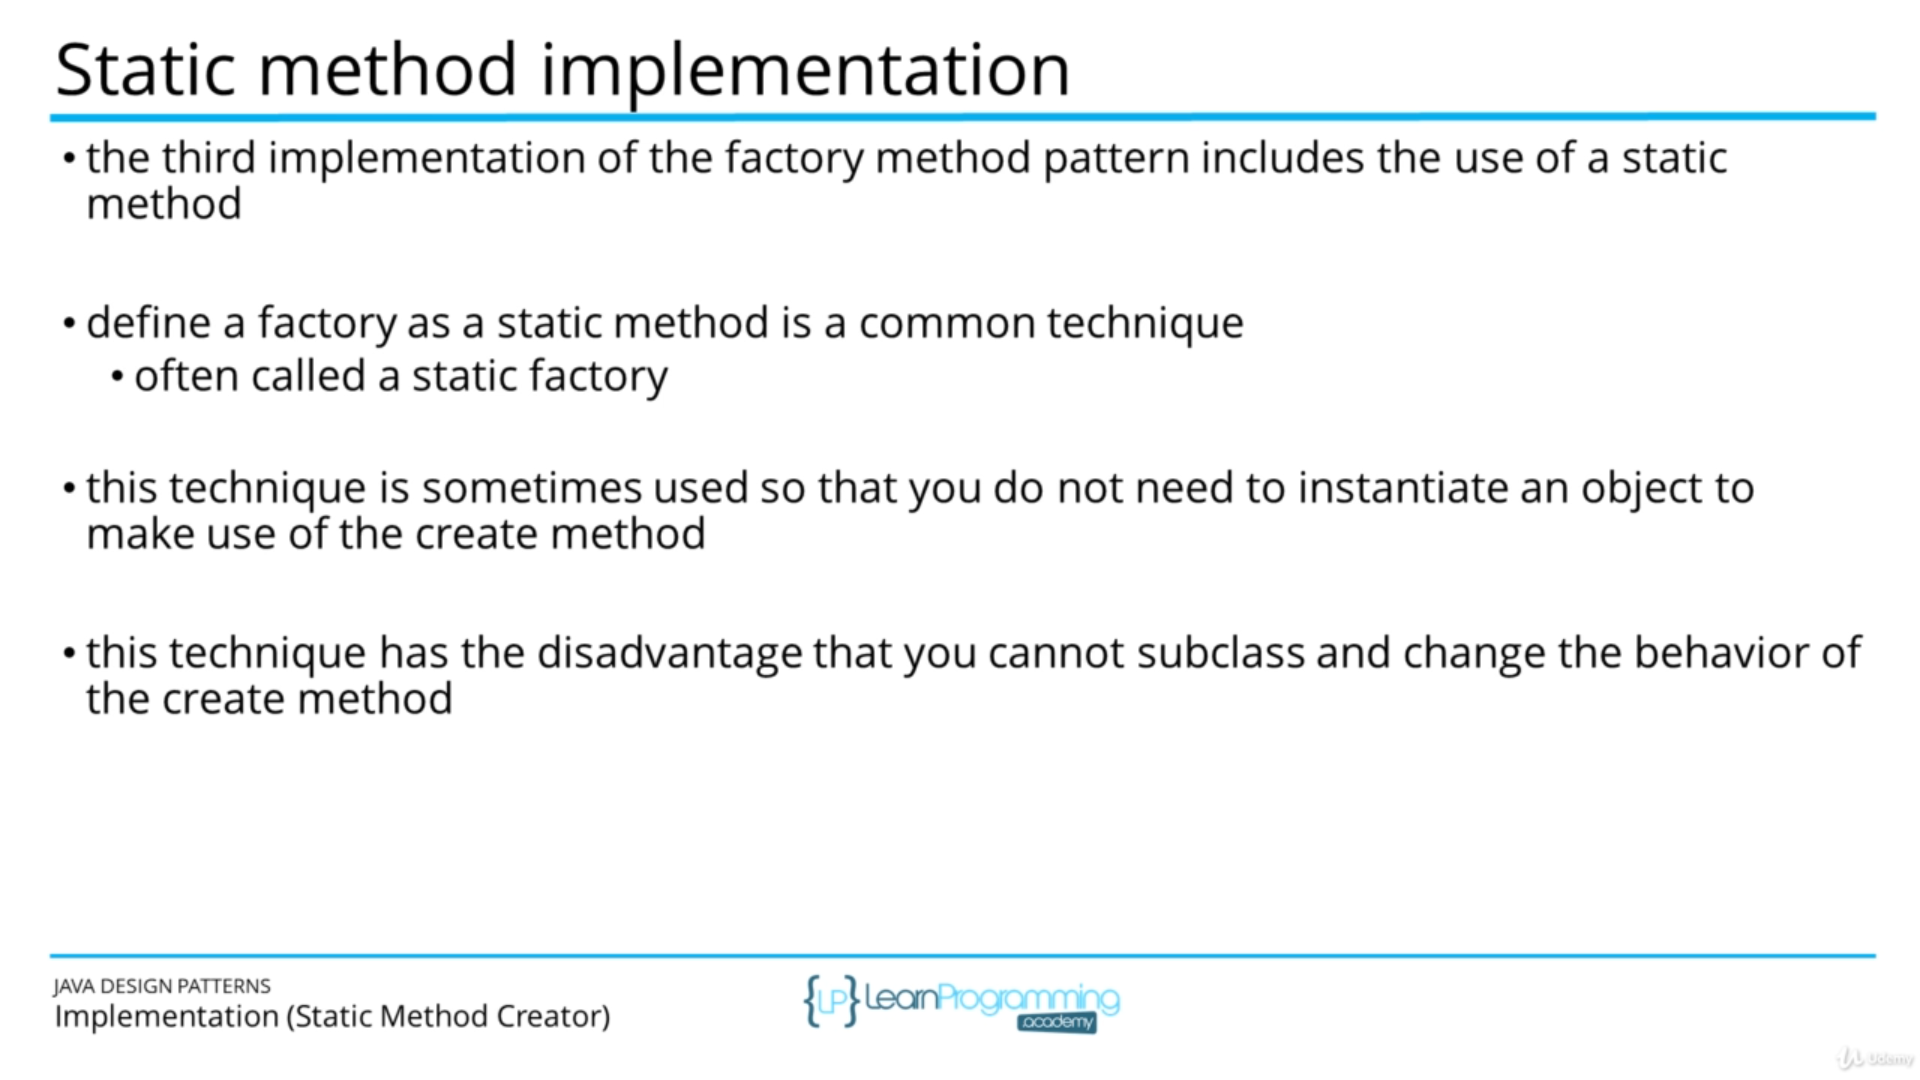 Static method implementation
• the third implementation of the factory method pattern includes the use of a static
method
• define a factory as a static method is a common technique
• often called a static factory
• this technique is sometimes used so that you do not need to instantiate an object to
make use of the create method
• this technique has the disadvantage that you cannot subclass and change the behavior of
the create method
JAVA DESIGN PATTERNS
Implementation (Static Method Creator)
{LP} LearnProgramming
academy
Udemy